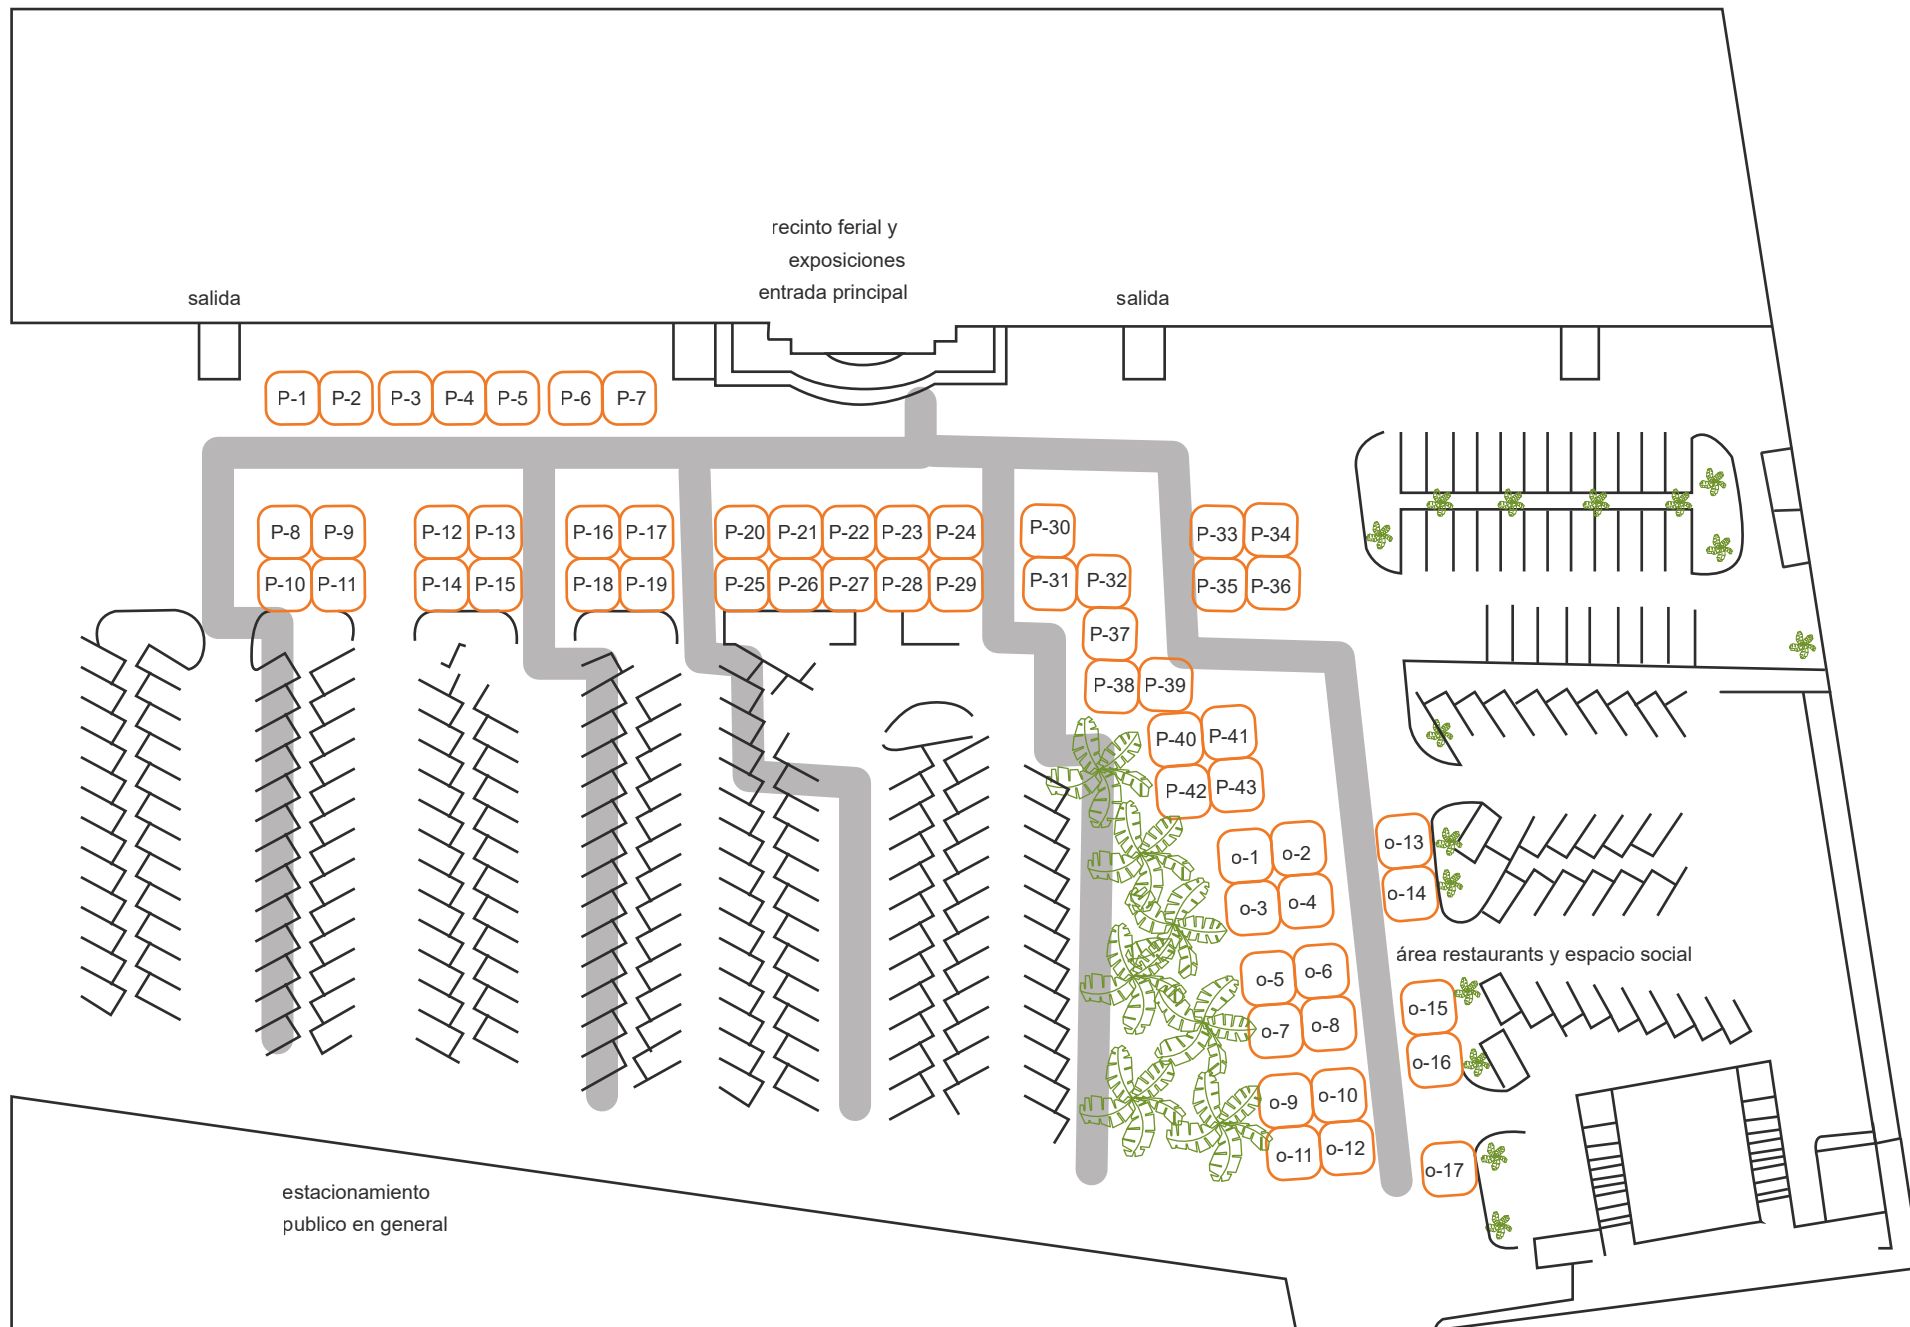 recinto ferial y
exposiciones
entrada principal
salida
salida
P-1 P-2 P-3 P-4 P-5 P-6 P-7
P-8 P-9 P-12 P-13 P-16 P-17 P-20 P-21 P-22 P-23 P-24 P-30 P-33 P-34
P-10 P-11 P-14 P-15 P-18 P-19 P-25 P-26 P-27 P-28 P-29 P-31 P-32 P-35 P-36
P-37
P-38 P-39
P-40 P-41
P-42 P-43
o-1 o-2 o-13
o-3 o-4 o-14
área restaurants y espacio social
o-5 o-6 o-15
o-7 o-8 o-16
o-9 o-10
o-11 o-12 o-17
estacionamiento
publico en general